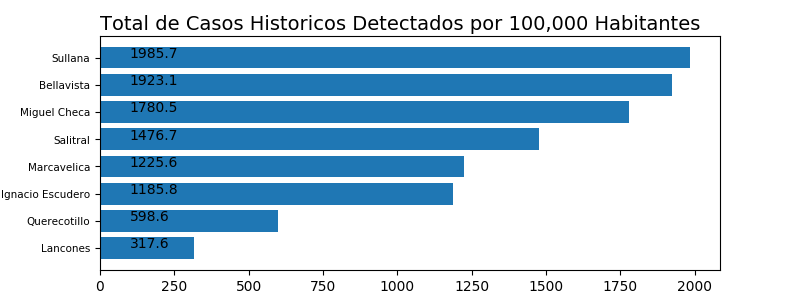 Total de Casos Historicos Detectados por 100,000 Habitantes
Sullana 1985.7
Bellavista 1923.1
Miguel Checa 1780.5
Salitral 1476.7
Marcavelica 1225.6
Ignacio Escudero 1185.8
Querecotillo 598.6
Lancones 317.6
0 250 500 750 1000 1250 1500 1750 2000